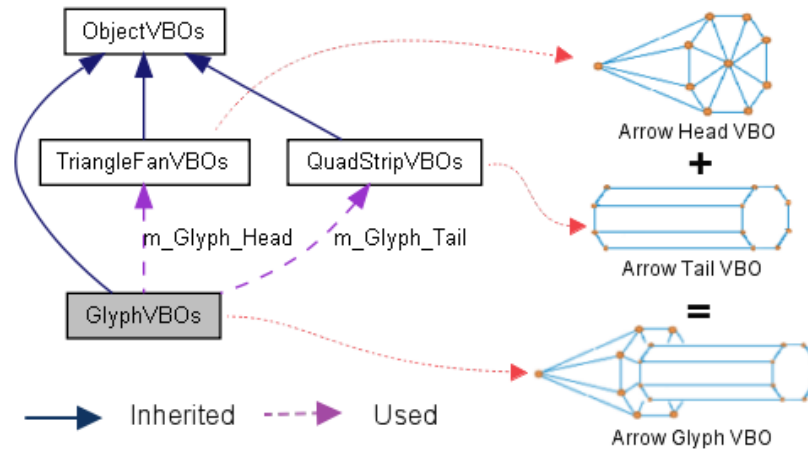 ObjectVBOs
TriangleFanVBOs
QuadStripVBOs
m_Glyph_Head
m_Glyph_Tail
GlyphVBOs
Inherited
Used
Arrow Head VBO
+
Arrow Tail VBO
=
Arrow Glyph VBO